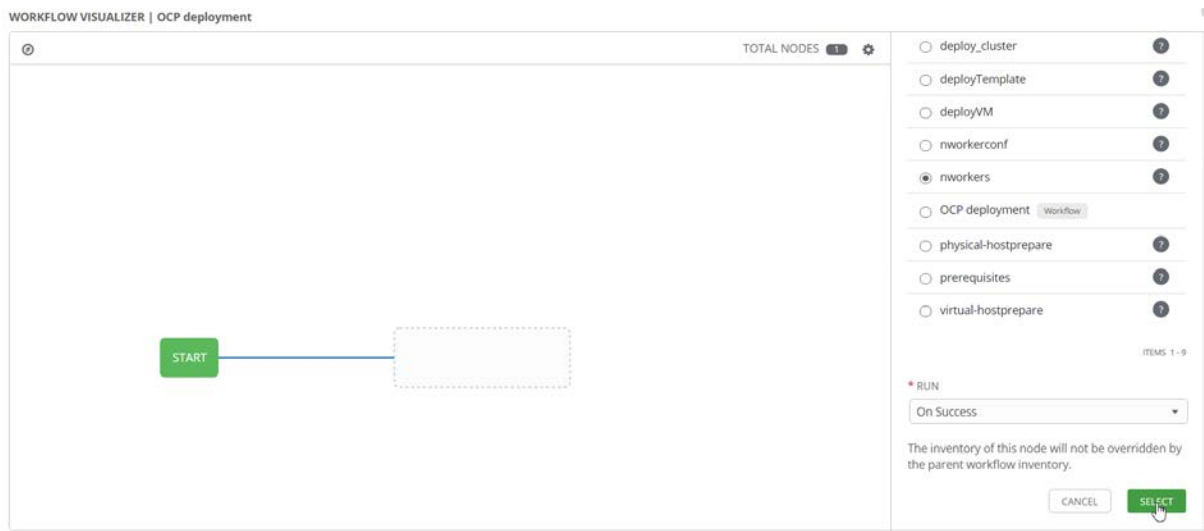 WORKFLOW VISUALIZER | OCP deployment
TOTAL NODES 1
START
deploy_cluster ?
deployTemplate ?
deployVM ?
nworkerconf ?
nworkers ?
OCP deployment Workflow
physical-hostprepare ?
prerequisites ?
virtual-hostprepare ?
ITEMS 1 - 9
* RUN
On Success
The inventory of this node will not be overridden by
the parent workflow inventory.
CANCEL SELECT